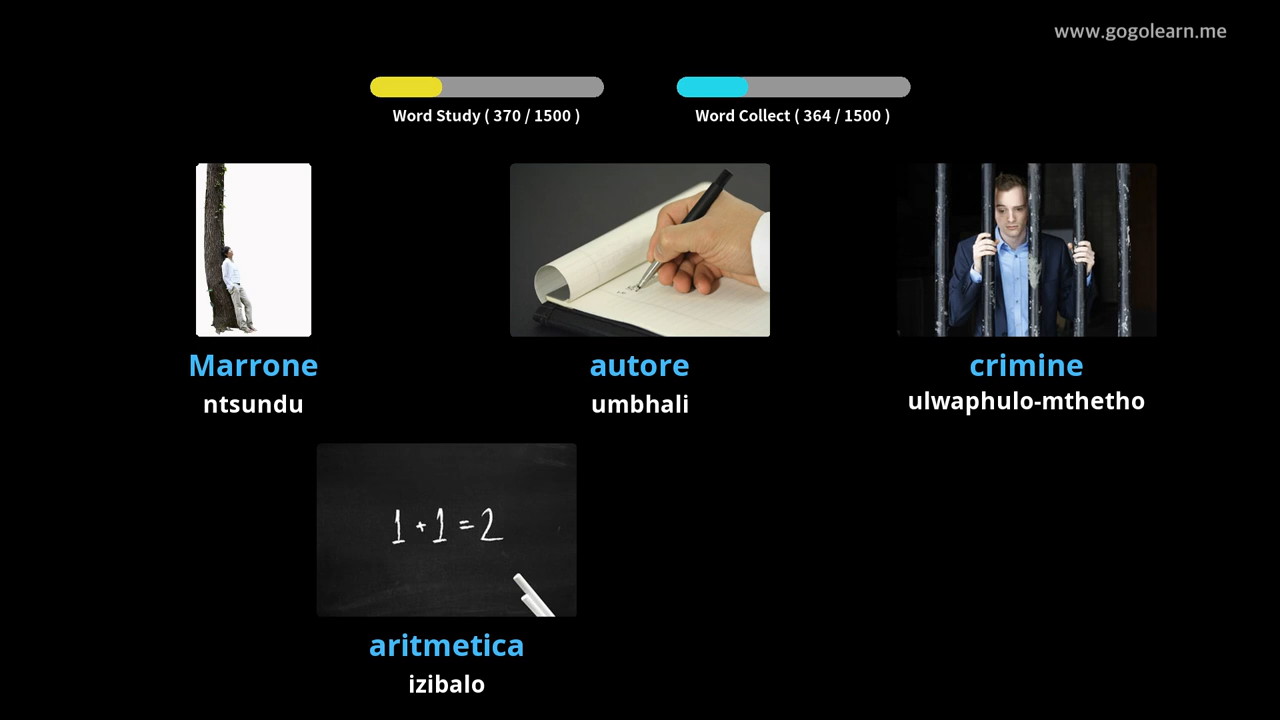 www.gogolearn.me
Word Study ( 370 / 1500 )
Word Collect ( 364 / 1500 )
Marrone
ntsundu
autore
umbhali
crimine
ulwaphulo-mthetho
1 + 1 = 2
aritmetica
izibalo